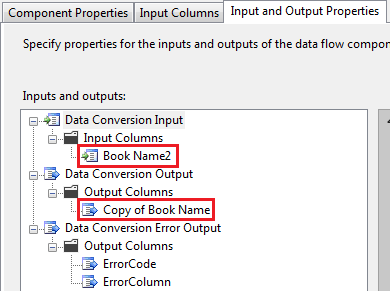 Component Properties Input Columns Input and Output Properties
Specify properties for the inputs and outputs of the data flow compo
Inputs and outputs:
Data Conversion Input
Input Columns
Book Name2
Data Conversion Output
Output Columns
Copy of Book Name
Data Conversion Error Output
Output Columns
ErrorCode
ErrorColumn